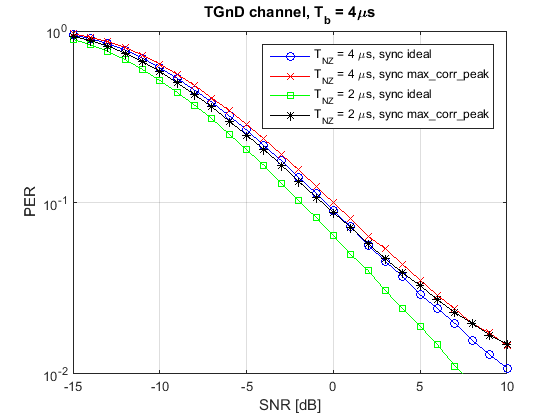 TGnD channel, T_b = 4μs
T_NZ = 4 μs, sync ideal
T_NZ = 4 μs, sync max_corr_peak
T_NZ = 2 μs, sync ideal
T_NZ = 2 μs, sync max_corr_peak
PER
10^0
10^-1
10^-2
-15 -10 -5 0 5 10
SNR [dB]